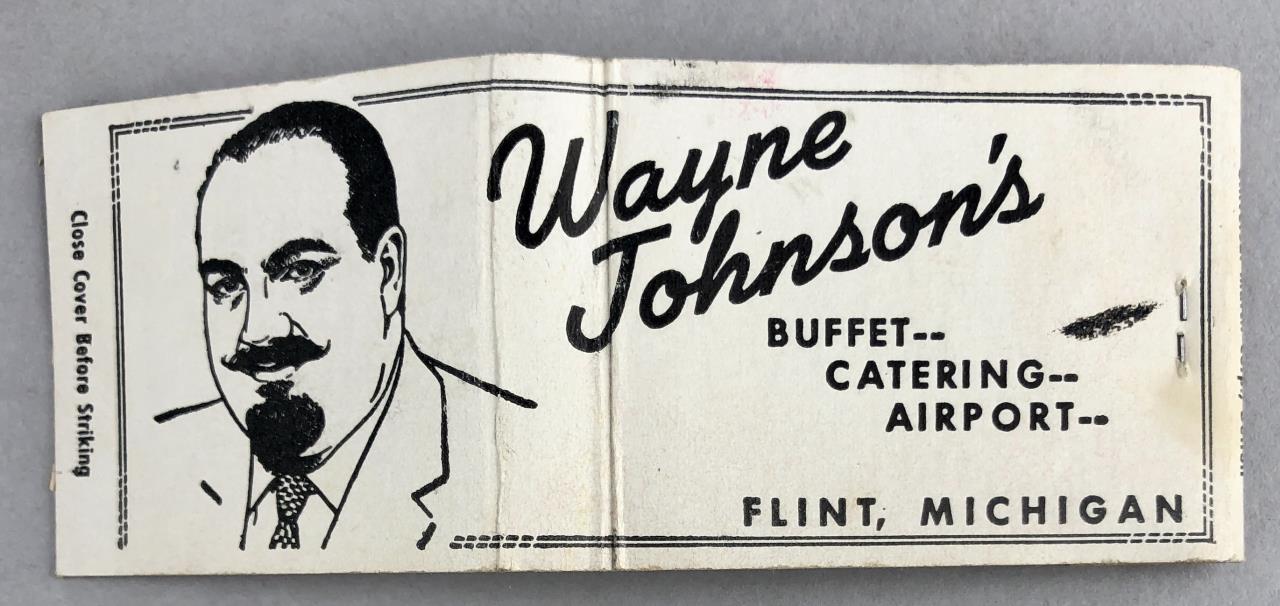 Close Cover Before Striking
Wayne
Johnson's
BUFFET--
CATERING--
AIRPORT--
FLINT, MICHIGAN